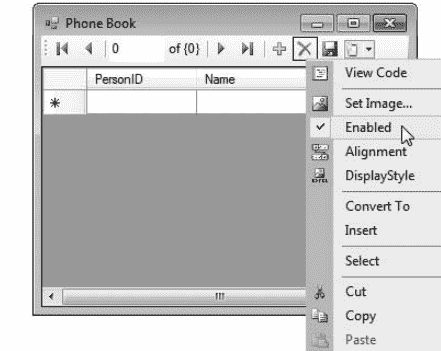 Phone Book
0 of {0}
PersonID Name
View Code
Set Image...
Enabled
Alignment
DisplayStyle
Convert To
Insert
Select
Cut
Copy
Paste